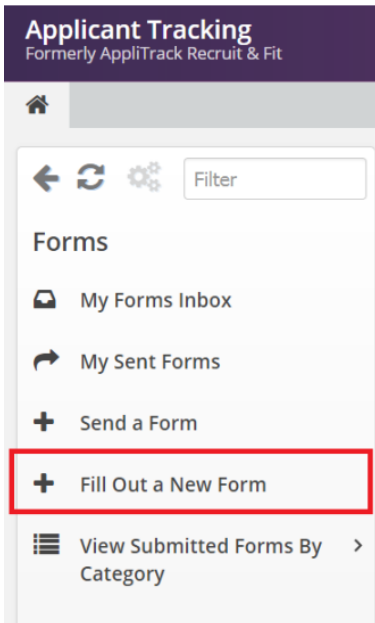 Applicant Tracking
Formerly AppliTrack Recruit & Fit
Filter
Forms
My Forms Inbox
My Sent Forms
Send a Form
Fill Out a New Form
View Submitted Forms By
Category